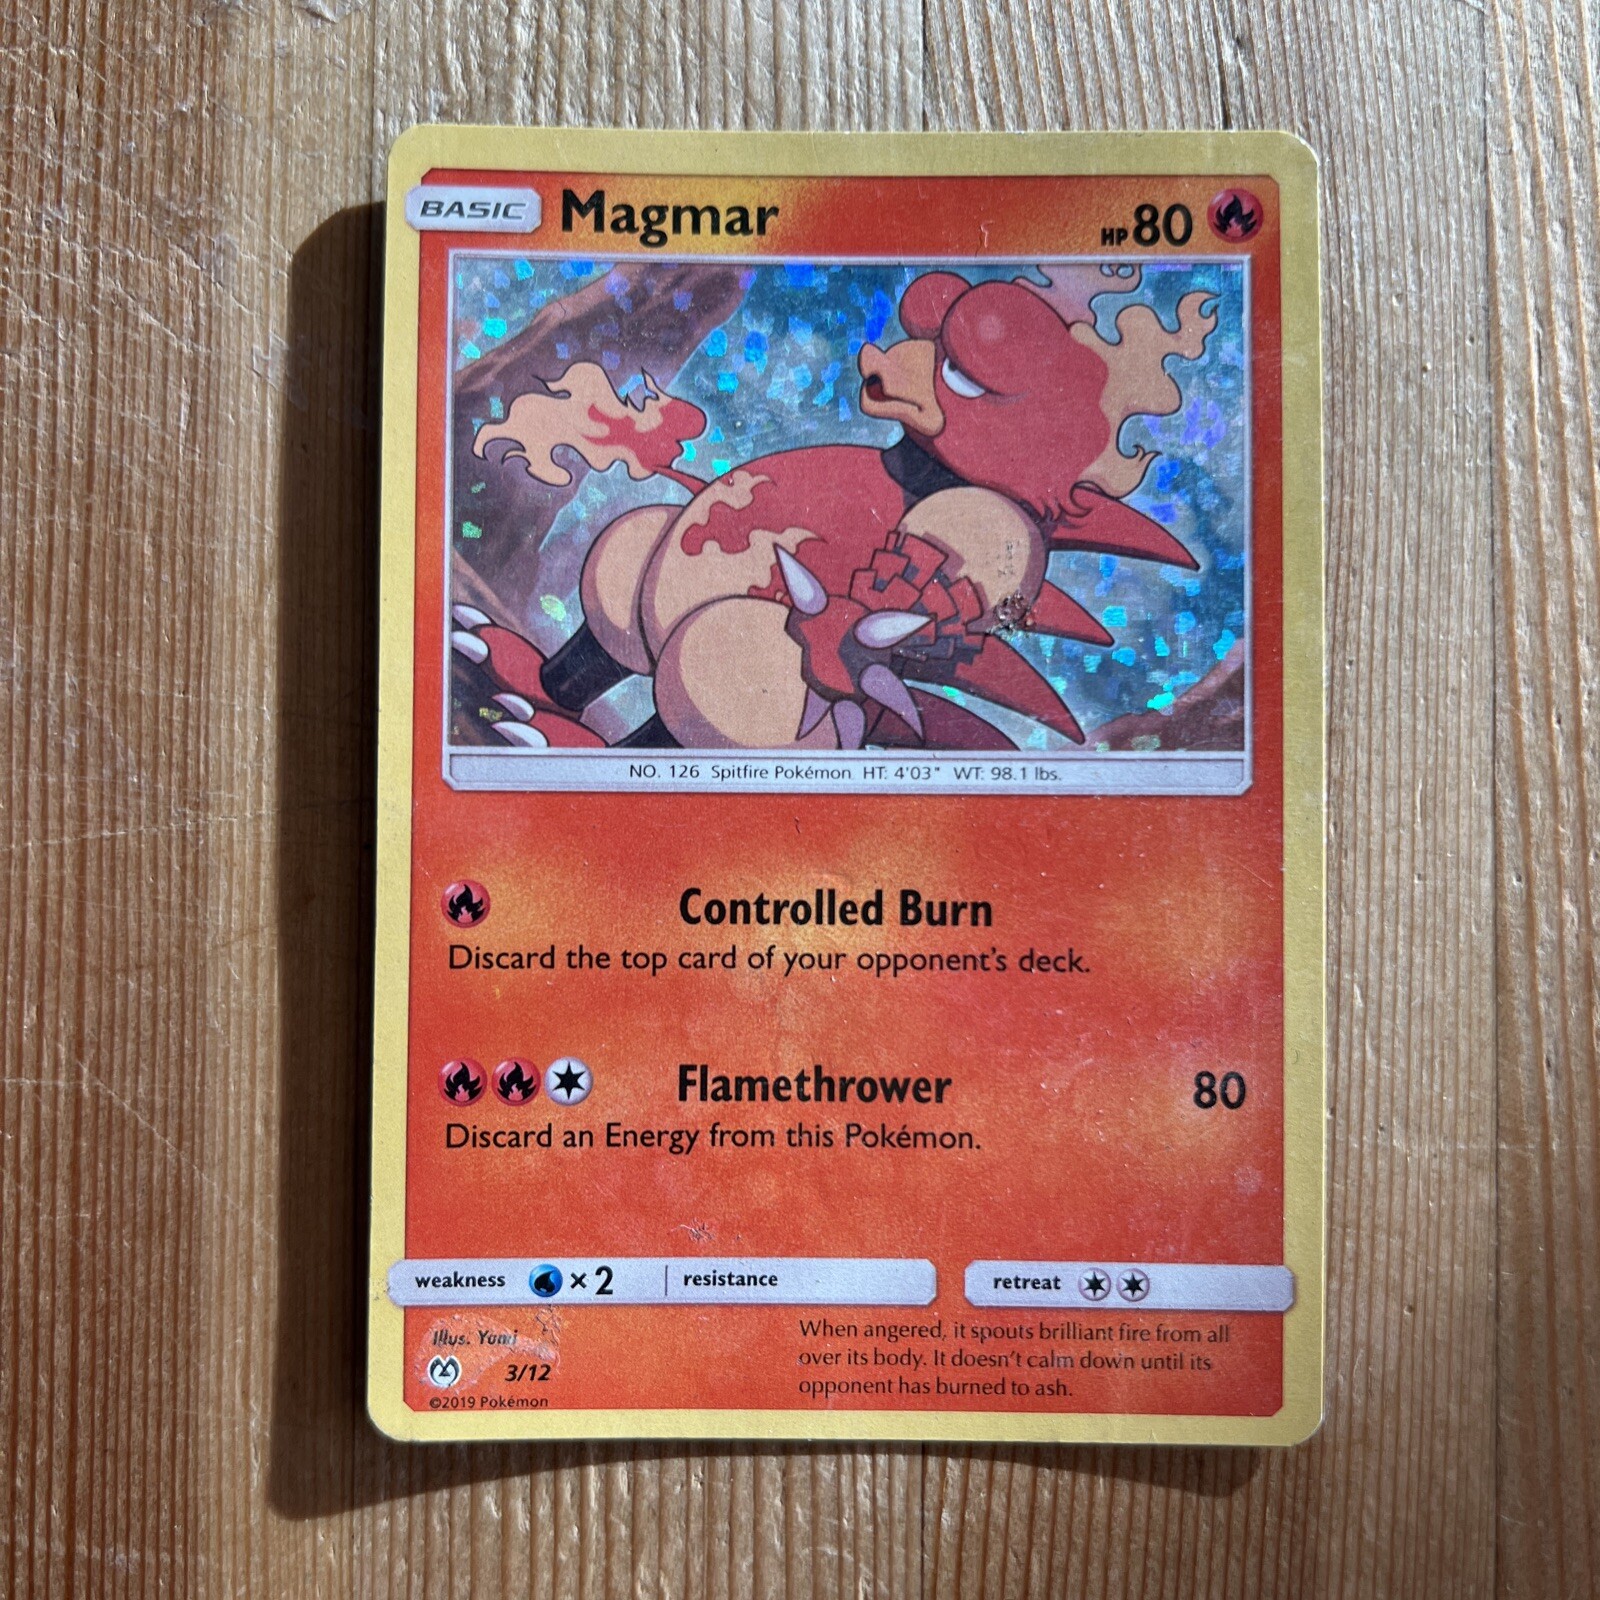 BASIC Magmar HP 80
NO. 126 Spitfire Pokémon HT: 4'03" WT: 98.1 lbs.
Controlled Burn
Discard the top card of your opponent's deck.
Flamethrower 80
Discard an Energy from this Pokémon.
weakness ×2 resistance retreat
Illus. Yumi
3/12
©2019 Pokémon
When angered, it spouts brilliant fire from all
over its body. It doesn't calm down until its
opponent has burned to ash.